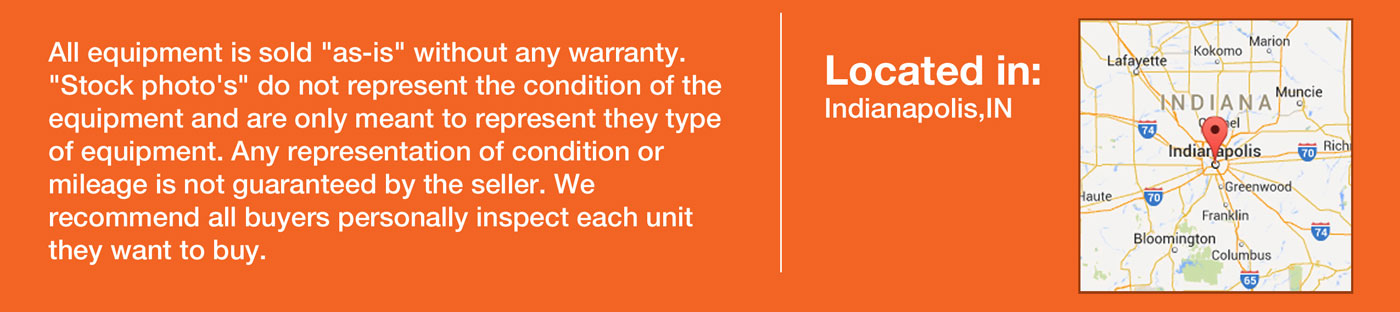 All equipment is sold "as-is" without any warranty.
"Stock photo's" do not represent the condition of the
equipment and are only meant to represent they type
of equipment. Any representation of condition or
mileage is not guaranteed by the seller. We
recommend all buyers personally inspect each unit
they want to buy.
Located in:
Indianapolis,IN
Marion
Kokomo
Lafayette
Muncie
INDIANA
74
Indianapolis
70
Greenwood
70
Franklin
74
Bloomington
Columbus
65